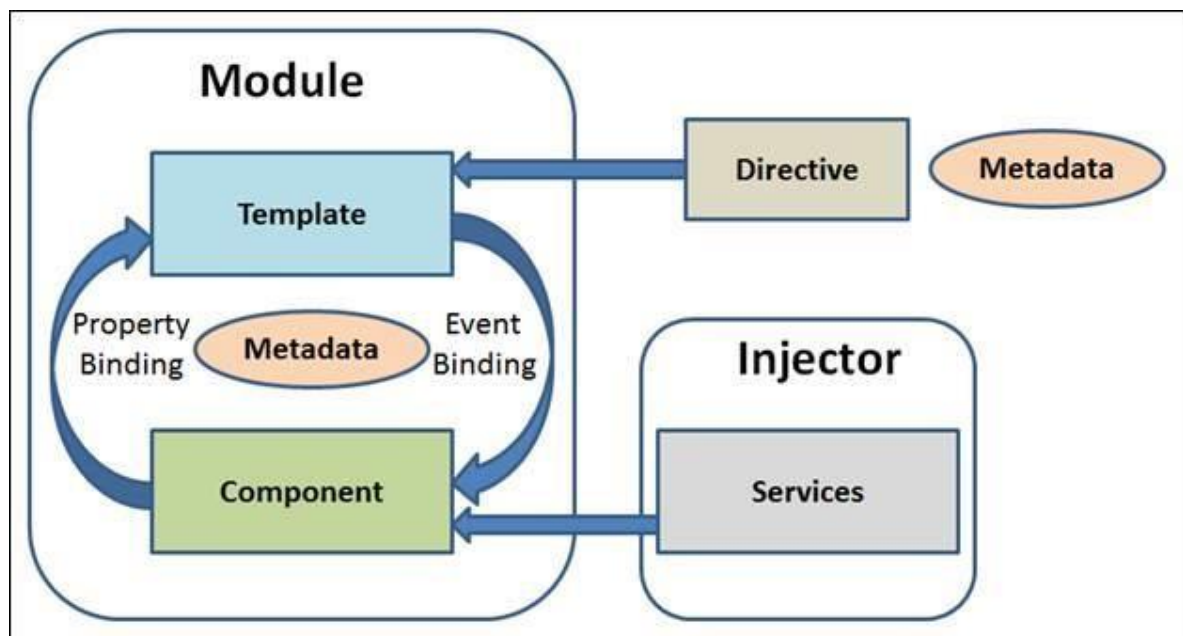 Module
Template
Property
Binding
Metadata
Event
Binding
Component
Directive
Metadata
Injector
Services